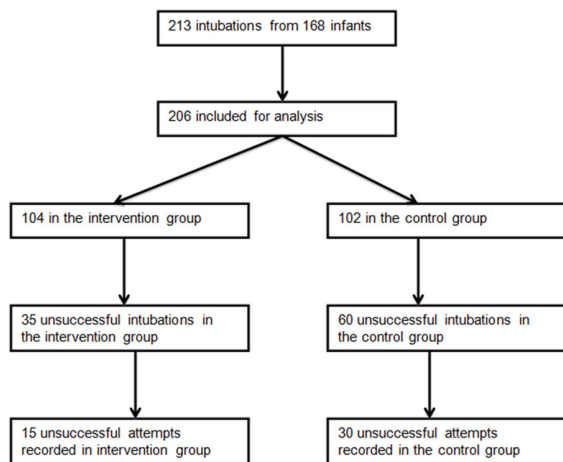 213 intubations from 168 infants
206 included for analysis
104 in the intervention group
102 in the control group
35 unsuccessful intubations in
the intervention group
60 unsuccessful intubations in
the control group
15 unsuccessful attempts
recorded in intervention group
30 unsuccessful attempts
recorded in the control group